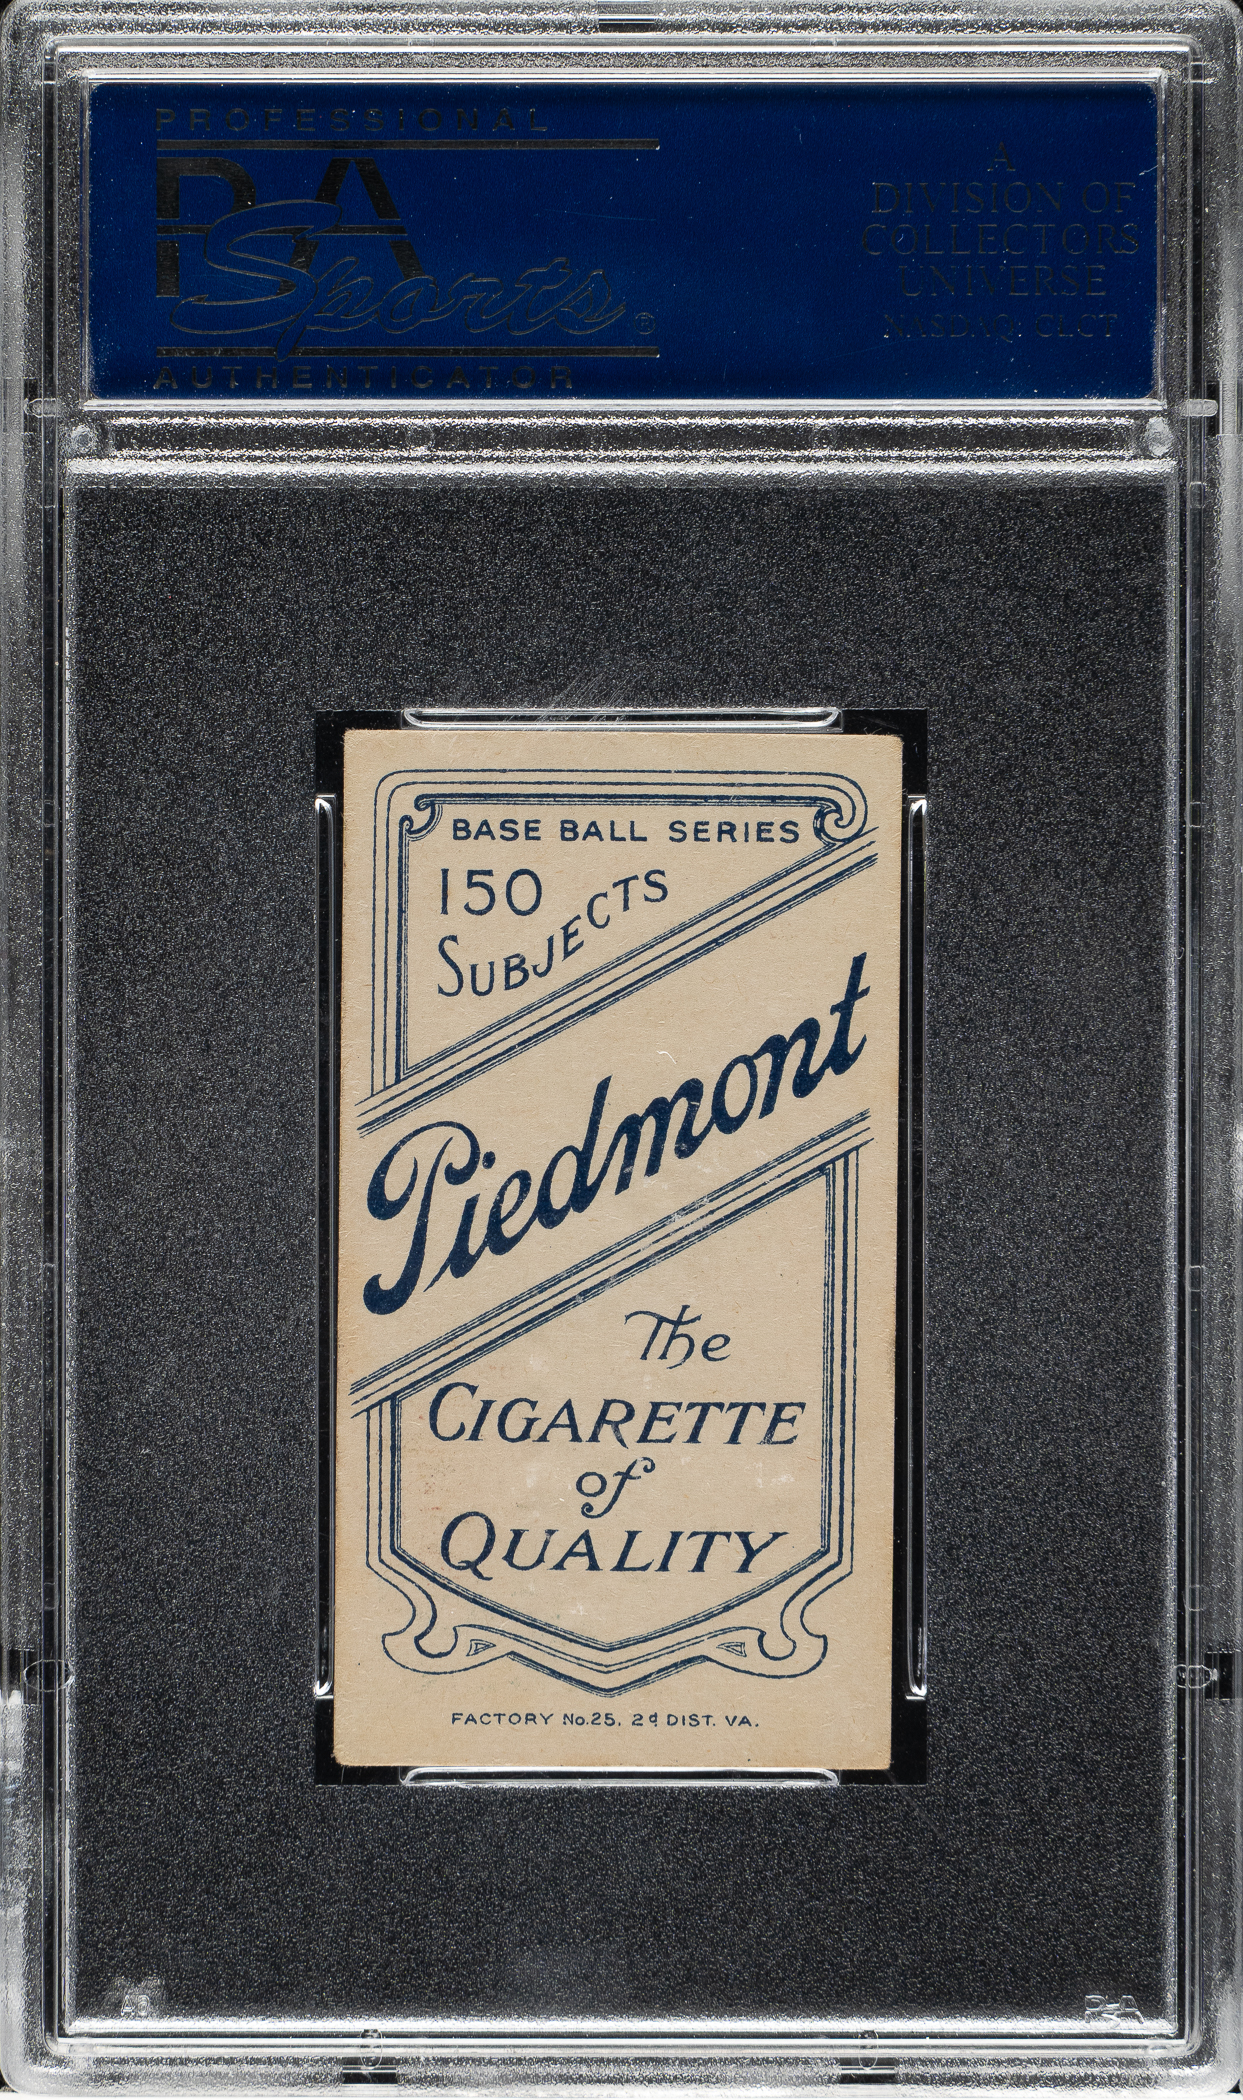 PROFESSIONAL
PSA
Sports®
AUTHENTICATOR
A
DIVISION OF
COLLECTORS
UNIVERSE
NASDAQ: CLCT
BASE BALL SERIES
150
SUBJECTS
Piedmont
The
CIGARETTE
of
QUALITY
FACTORY No.25, 2d DIST. VA.
PSA